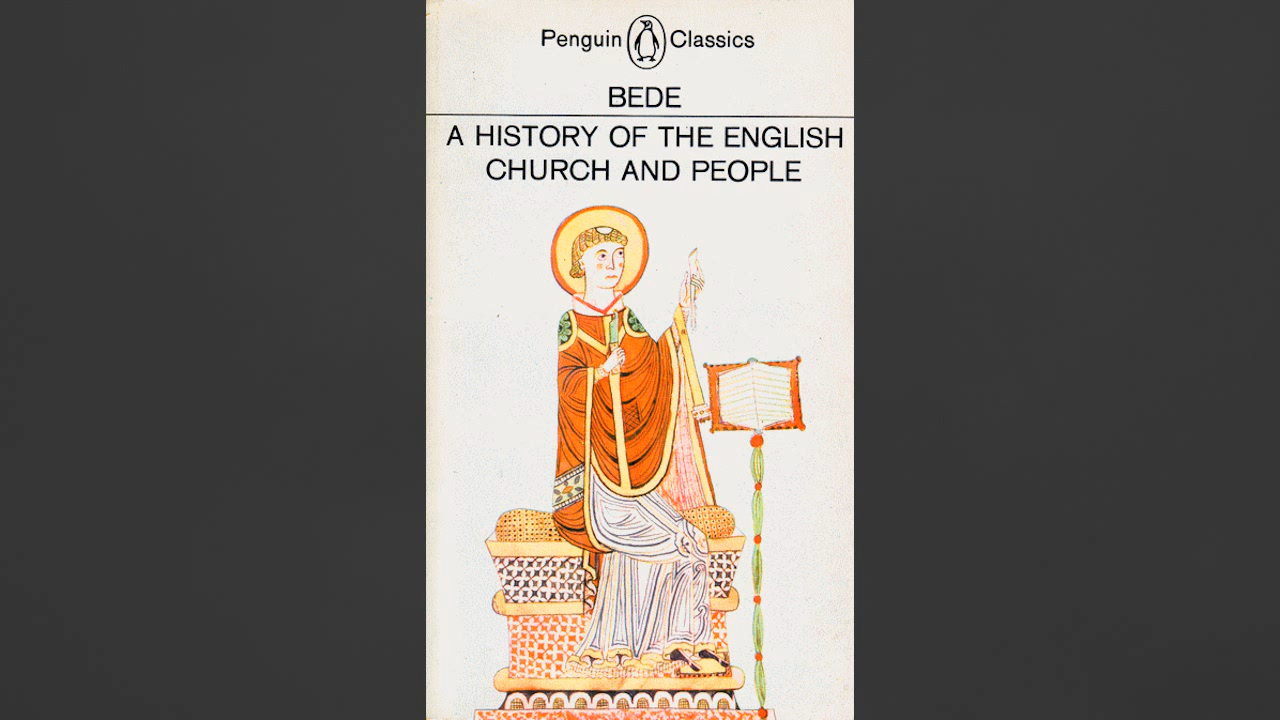 Penguin Classics
BEDE
A HISTORY OF THE ENGLISH
CHURCH AND PEOPLE